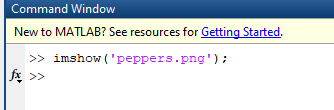 Command Window
New to MATLAB? See resources for Getting Started.
>> imshow('peppers.png');
fx >>